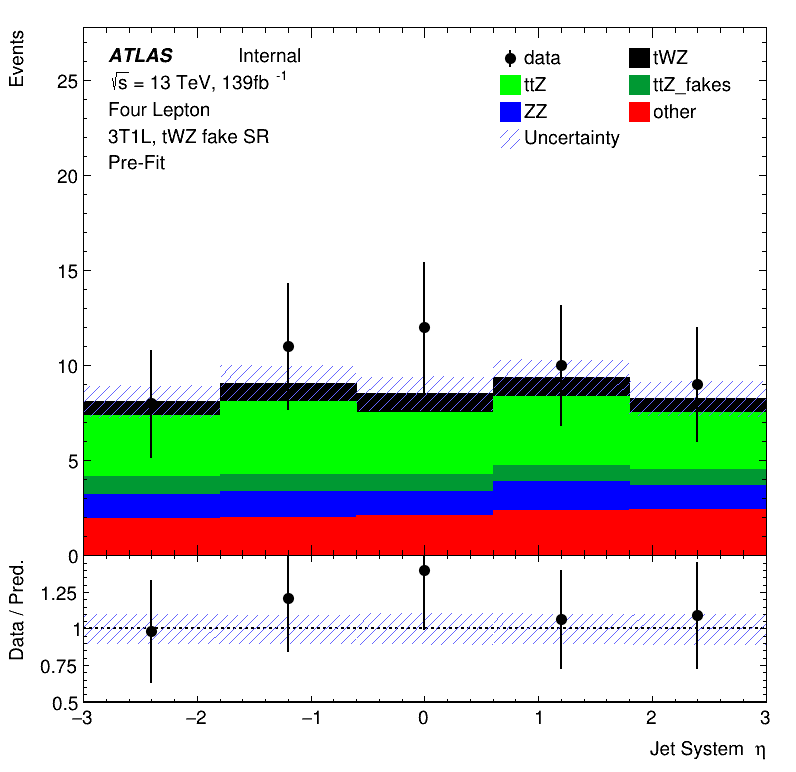 Events
25
20
15
10
5
0
ATLAS Internal
√s = 13 TeV, 139fb -1
Four Lepton
3T1L, tWZ fake SR
Pre-Fit
data tWZ
ttZ ttZ_fakes
ZZ other
Uncertainty
Data / Pred.
1.25
1
0.75
0.5
−3 −2 −1 0 1 2 3
Jet System η